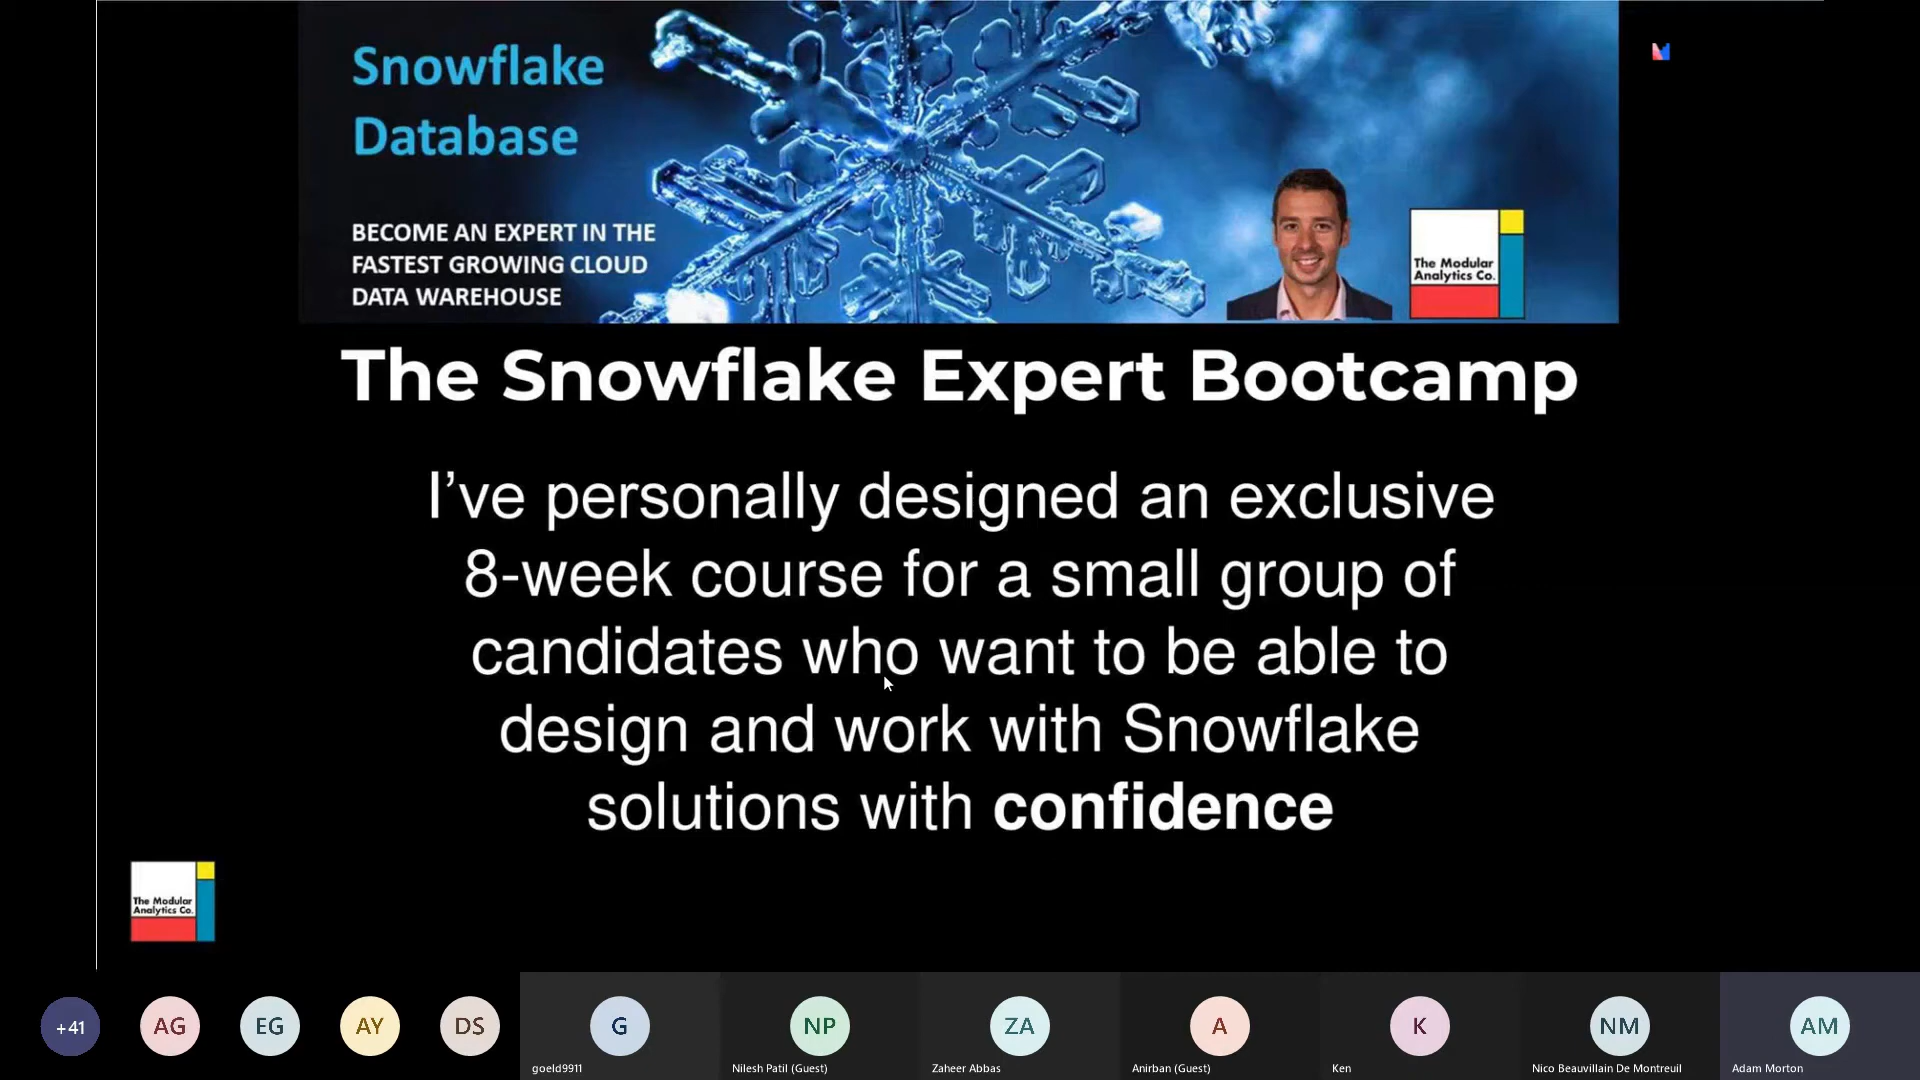 Snowflake
Database
BECOME AN EXPERT IN THE
FASTEST GROWING CLOUD
DATA WAREHOUSE
The Modular
Analytics Co.
The Snowflake Expert Bootcamp
I’ve personally designed an exclusive
8-week course for a small group of
candidates who want to be able to
design and work with Snowflake
solutions with confidence
The Modular
Analytics Co.
+41
AG
EG
AY
DS
G
NP
ZA
A
K
NM
AM
goeld9911
Nilesh Patil (Guest)
Zaheer Abbas
Anirban (Guest)
Ken
Nico Beauvillain De Montreuil
Adam Morton